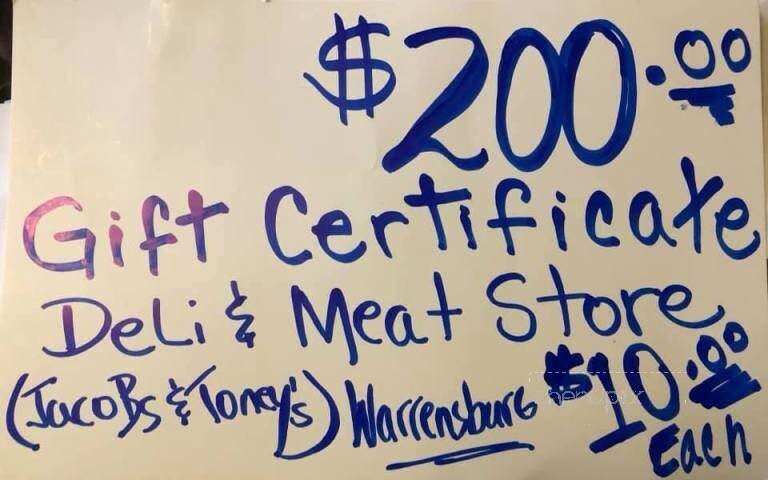 $200.00
Gift Certificate
DeLi & Meat Store
(JacoBs & Toney's) Warrensburg $10.00
Each